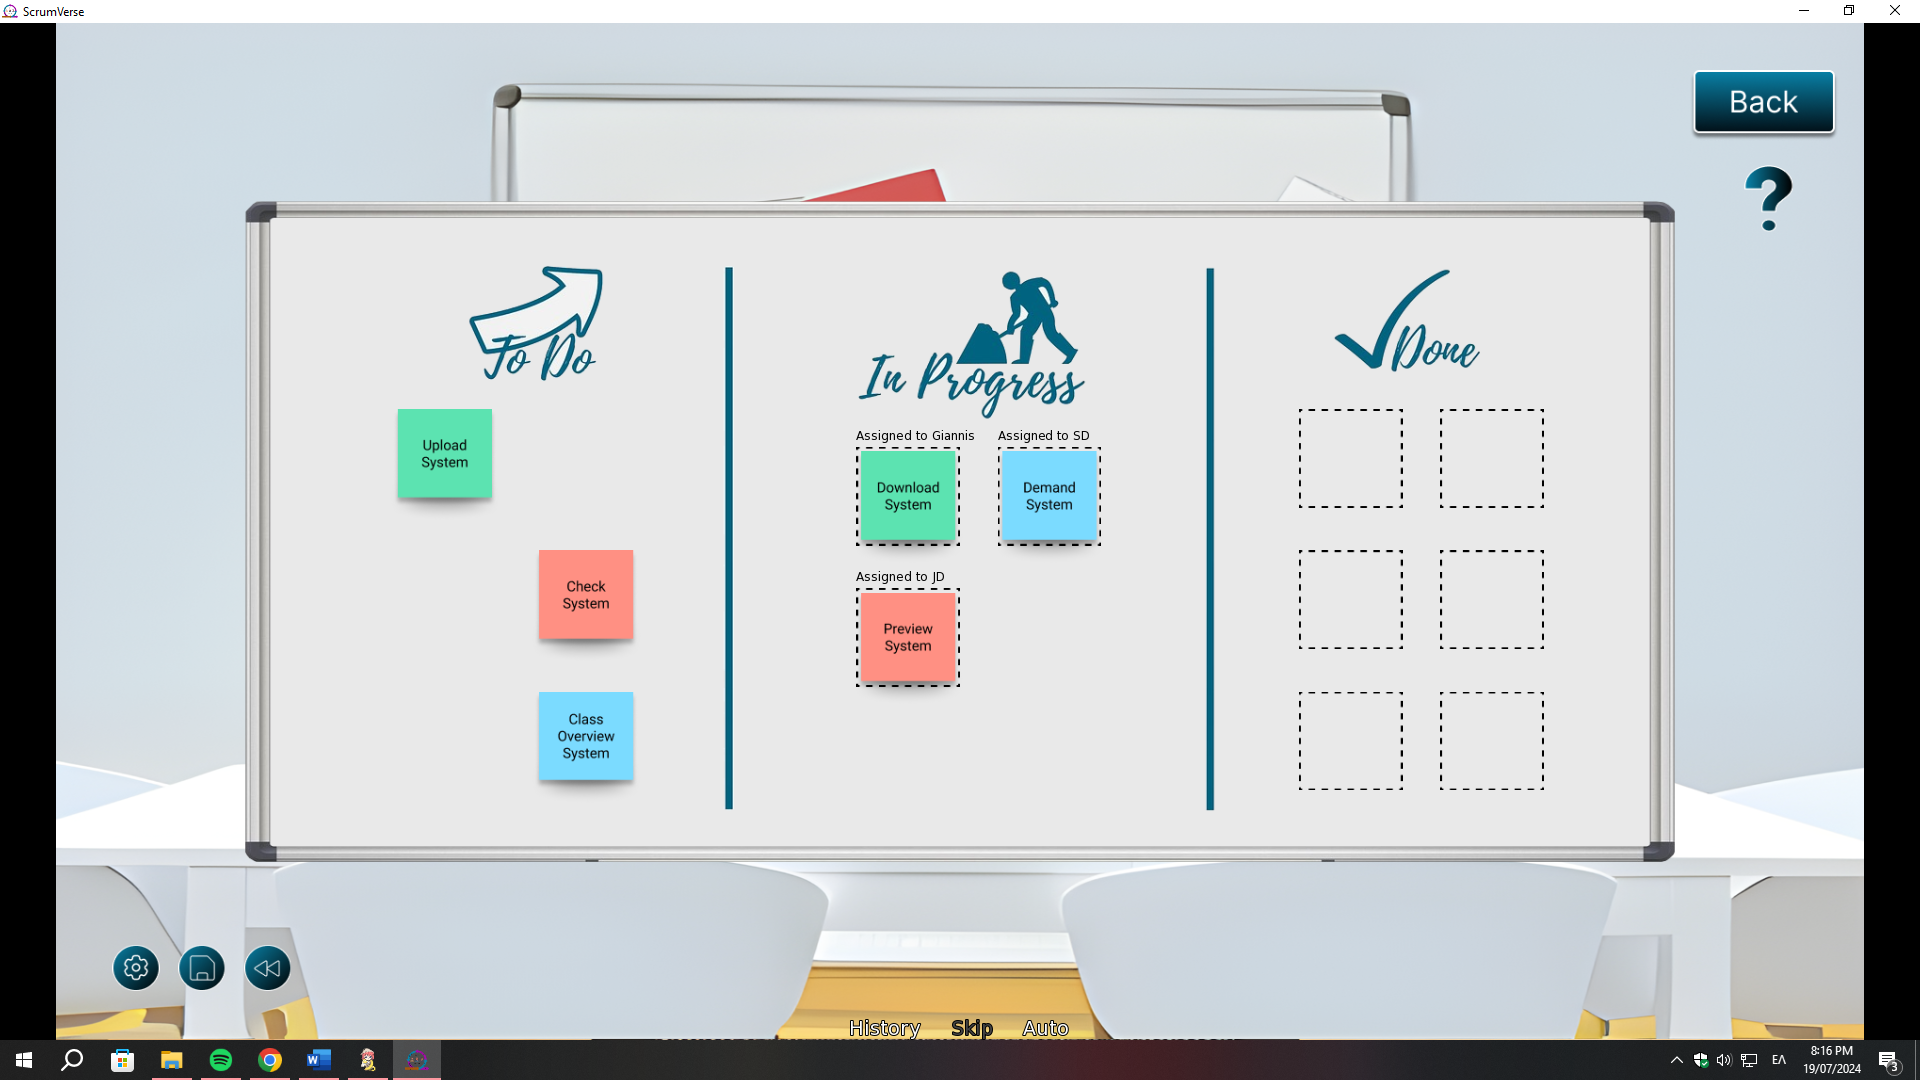 ScrumVerse
Back
?
To Do
In Progress
Done
Upload
System
Check
System
Class
Overview
System
Assigned to Giannis
Assigned to SD
Download
System
Demand
System
Assigned to JD
Preview
System
History Skip Auto
ΕΛ
8:16 PM
19/07/2024
3